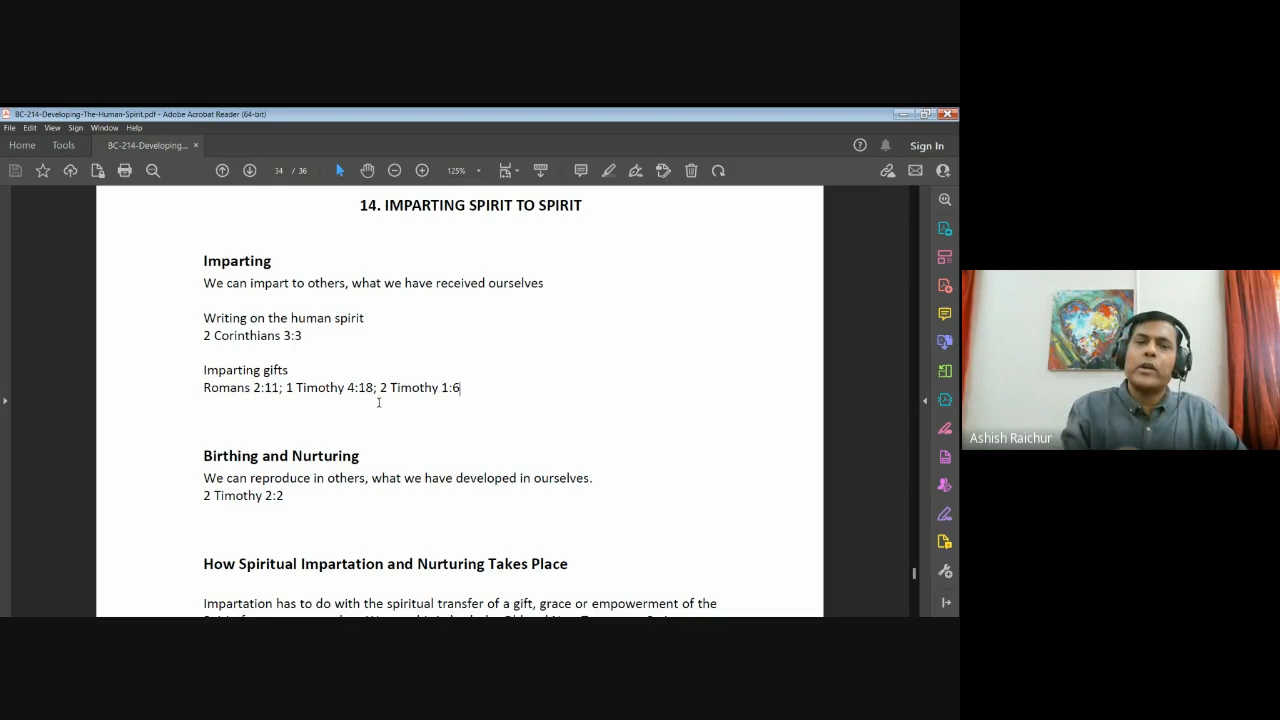 BC-214-Developing-The-Human-Spirit.pdf - Adobe Acrobat Reader (64-bit)
File Edit View Sign Window Help
Home Tools BC-214-Developing... × Sign In
34 / 36 125%
14. IMPARTING SPIRIT TO SPIRIT
Imparting
We can impart to others, what we have received ourselves
Writing on the human spirit
2 Corinthians 3:3
Imparting gifts
Romans 2:11; 1 Timothy 4:18; 2 Timothy 1:6
Birthing and Nurturing
We can reproduce in others, what we have developed in ourselves.
2 Timothy 2:2
How Spiritual Impartation and Nurturing Takes Place
Impartation has to do with the spiritual transfer of a gift, grace or empowerment of the
Ashish Raichur